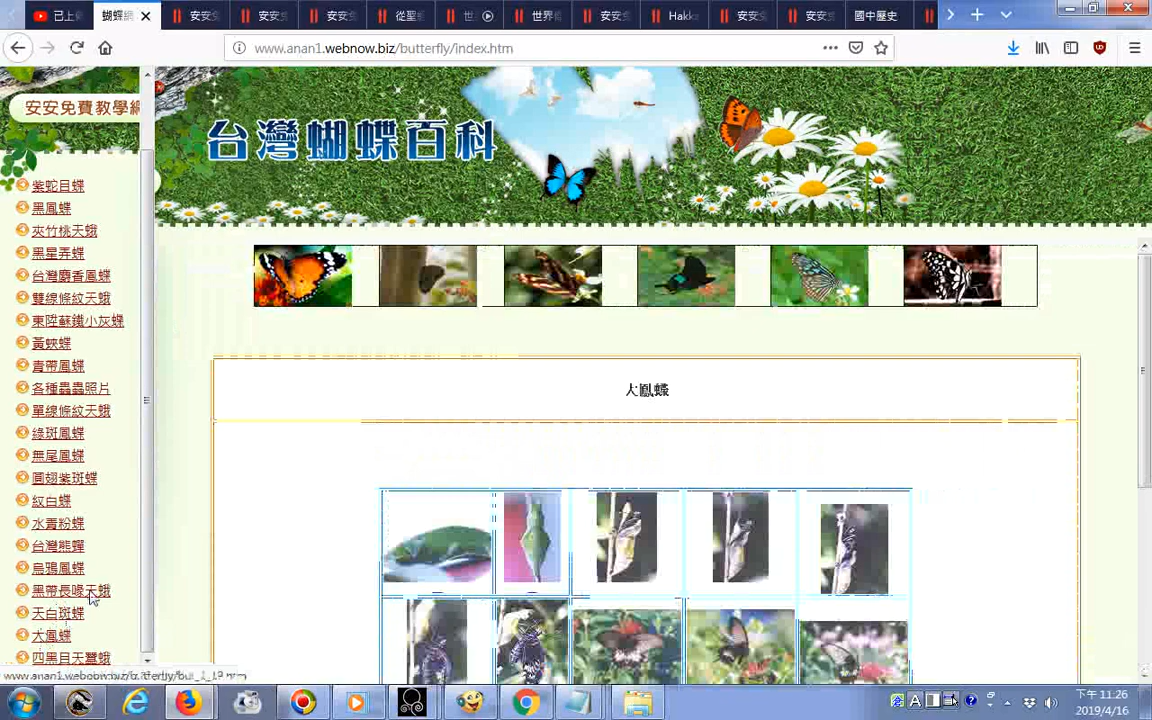 已上
蝴蝶網
安安免
安安
安安
從聖
世
世界
安安免
Hakk
安安免
安安
國中歷史
www.anan1.webnow.biz/butterfly/index.htm
安安免費教學網
台灣蝴蝶百科
紫蛇目蝶
黑鳳蝶
夾竹桃天蛾
黑星弄蝶
台灣麝香鳳蝶
雙線條紋天蛾
東陞蘇鐵小灰蝶
黃蛺蝶
青帶鳳蝶
各種蟲蟲照片
單線條紋天蛾
綠斑鳳蝶
無尾鳳蝶
圓翅紫斑蝶
紋白蝶
水青粉蝶
台灣熊蟬
烏鴉鳳蝶
黑帶長喙天蛾
天白斑蝶
大鳳蝶
四黑目天蠶蛾
大鳳蝶
下午 11:26
2019/4/16